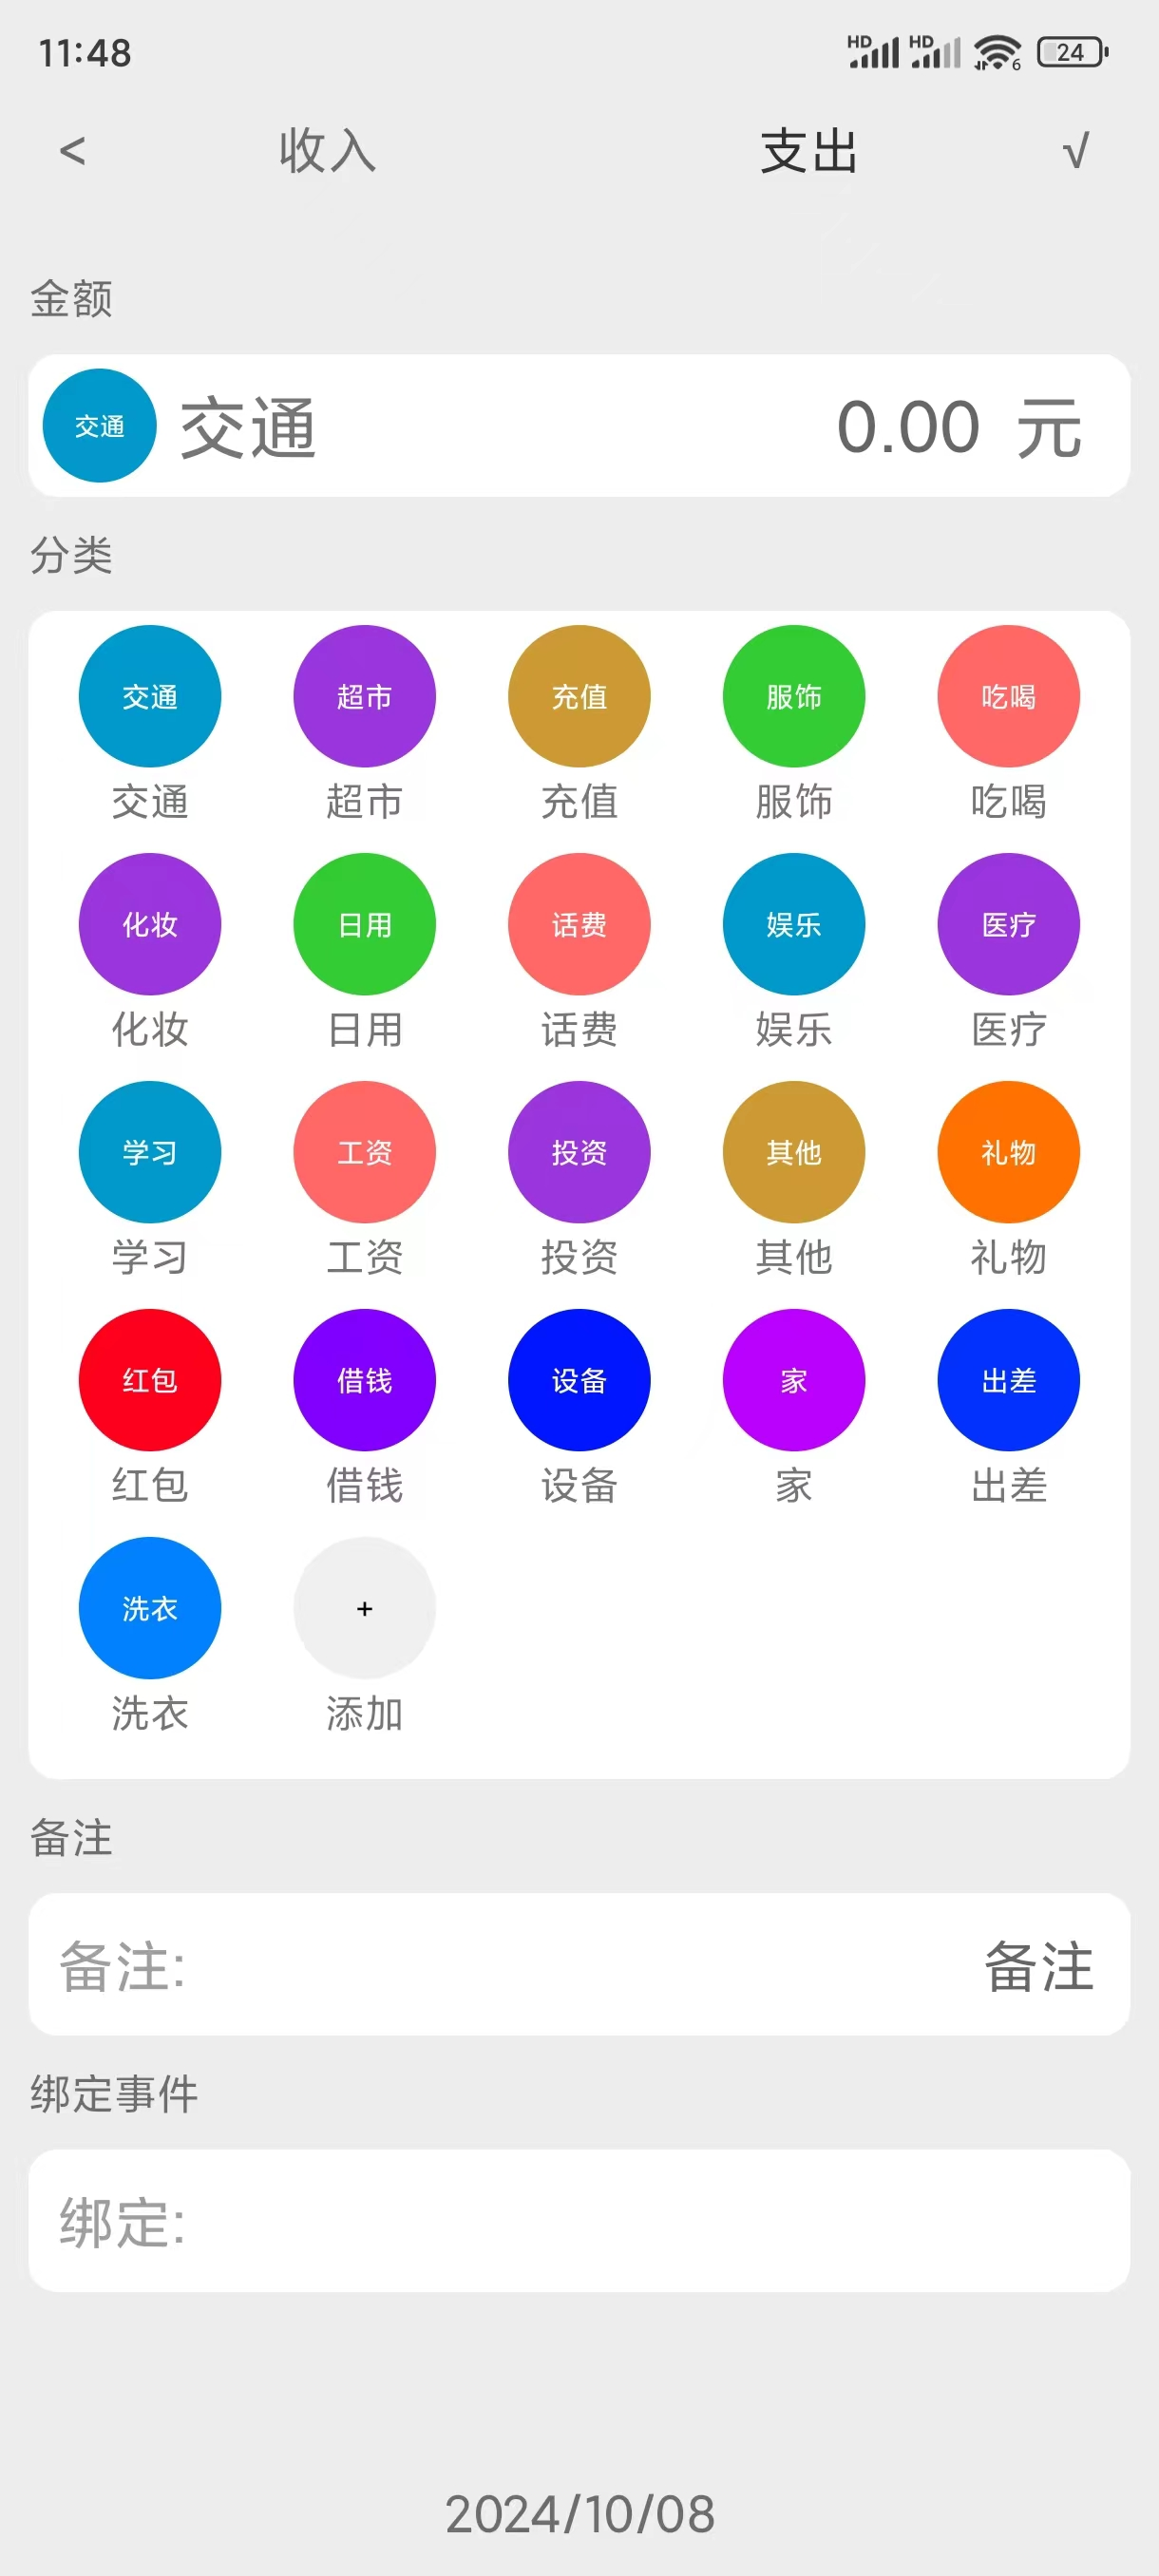 11:48 HD HD 6 24
< 收入 支出 √
金额
交通 交通 0.00 元
分类
交通 超市 充值 服饰 吃喝
交通 超市 充值 服饰 吃喝
化妆 日用 话费 娱乐 医疗
化妆 日用 话费 娱乐 医疗
学习 工资 投资 其他 礼物
学习 工资 投资 其他 礼物
红包 借钱 设备 家 出差
红包 借钱 设备 家 出差
洗衣 +
洗衣 添加
备注
备注: 备注
绑定事件
绑定:
2024/10/08